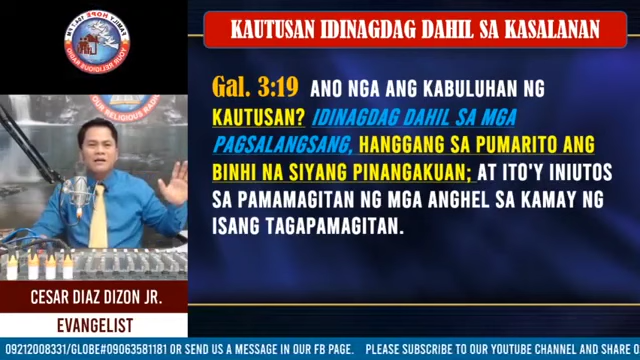 KAUTUSAN IDINAGDAG DAHIL SA KASALANAN
Gal. 3:19 ANO NGA ANG KABULUHAN NG
KAUTUSAN? IDINAGDAG DAHIL SA MGA
PAGSALANGSANG, HANGGANG SA PUMARITO ANG
BINHI NA SIYANG PINANGAKUAN; AT ITO'Y INIUTOS
SA PAMAMAGITAN NG MGA ANGHEL SA KAMAY NG
ISANG TAGAPAMAGITAN.
OUR RELIGIOUS RADIO
CESAR DIAZ DIZON JR.
EVANGELIST
09212008331/GLOBE#09063581181 OR SEND US A MESSAGE IN OUR FB PAGE. PLEASE SUBSCRIBE TO OUR YOUTUBE CHANNEL AND SHARE O